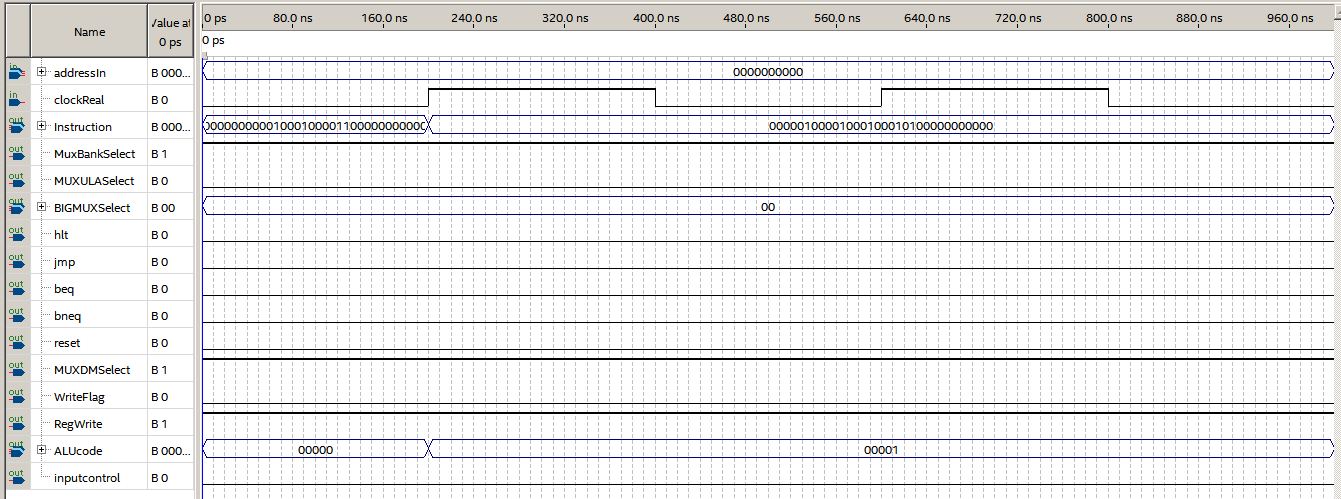 Name
Value at
0 ps
0 ps 80.0 ns 160.0 ns 240.0 ns 320.0 ns 400.0 ns 480.0 ns 560.0 ns 640.0 ns 720.0 ns 800.0 ns 880.0 ns 960.0 ns
0 ps
in addressIn B 000... 0000000000
in clockReal B 0
out Instruction B 000... 00000000001000100001100000000000 00000100001000100010100000000000
out MuxBankSelect B 1
out MUXULASelect B 0
out BIGMUXSelect B 00 00
out hlt B 0
out jmp B 0
out beq B 0
out bneq B 0
out reset B 0
out MUXDMSelect B 1
out WriteFlag B 0
out RegWrite B 1
out ALUcode B 000... 00000 00001
out inputcontrol B 0